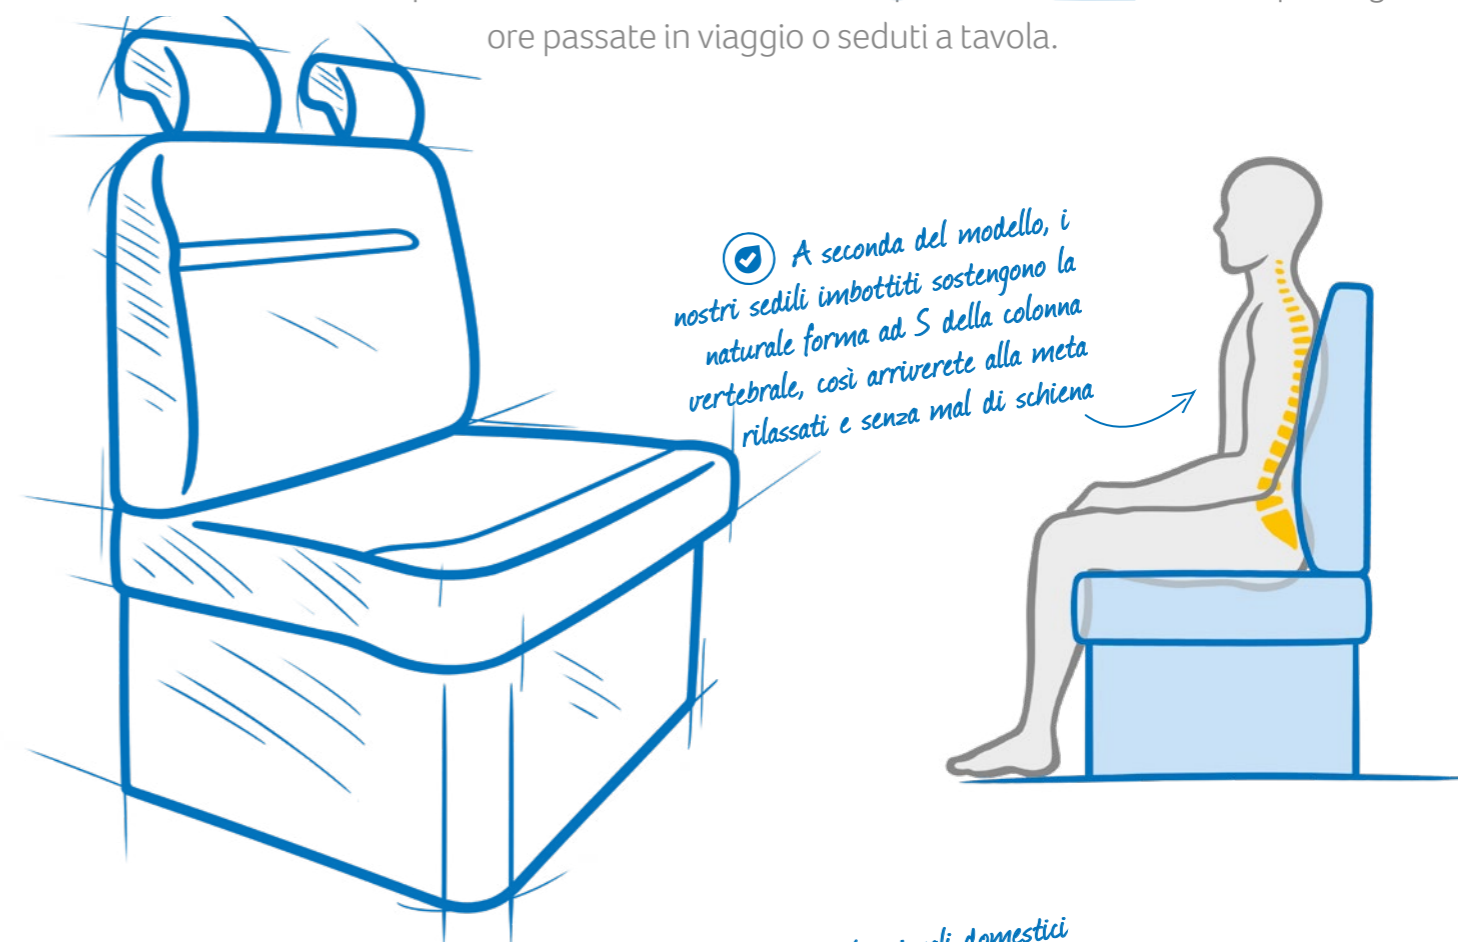 ore passate in viaggio o seduti a tavola.
A seconda del modello, i
nostri sedili imbottiti sostengono la
naturale forma ad S della colonna
vertebrale, così arriverete alla meta
rilassati e senza mal di schiena
domestici